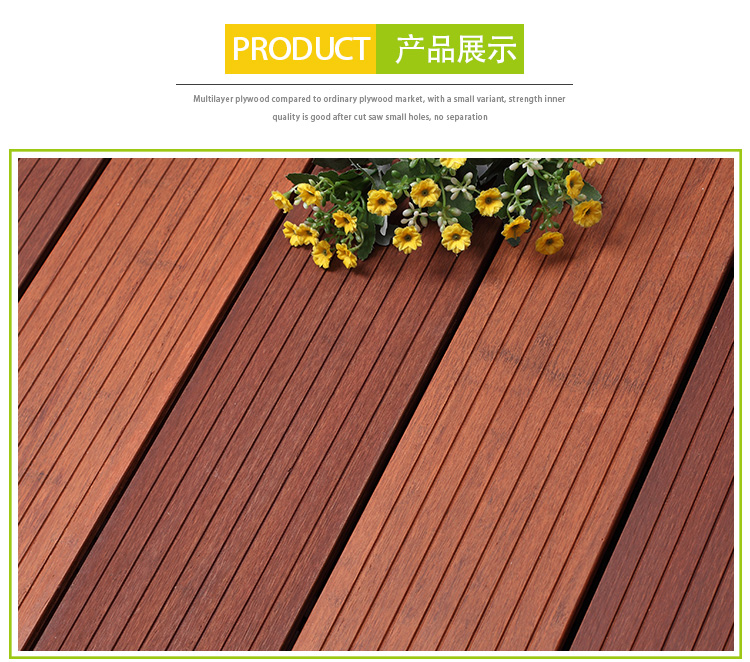 PRODUCT 产品展示
Multilayer plywood compared to ordinary plywood market, with a small variant, strength inner
quality is good after cut saw small holes, no separation